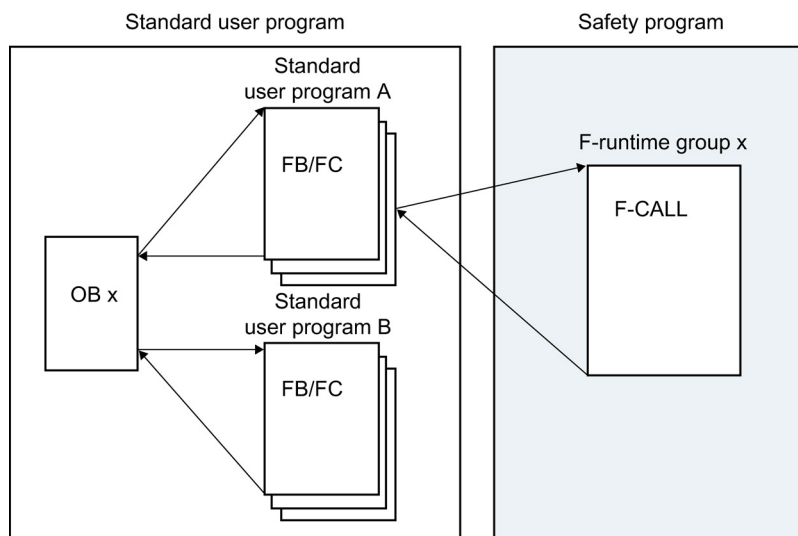 Standard user program
Safety program
Standard
user program A
FB/FC
F-runtime group x
F-CALL
OB x
Standard
user program B
FB/FC